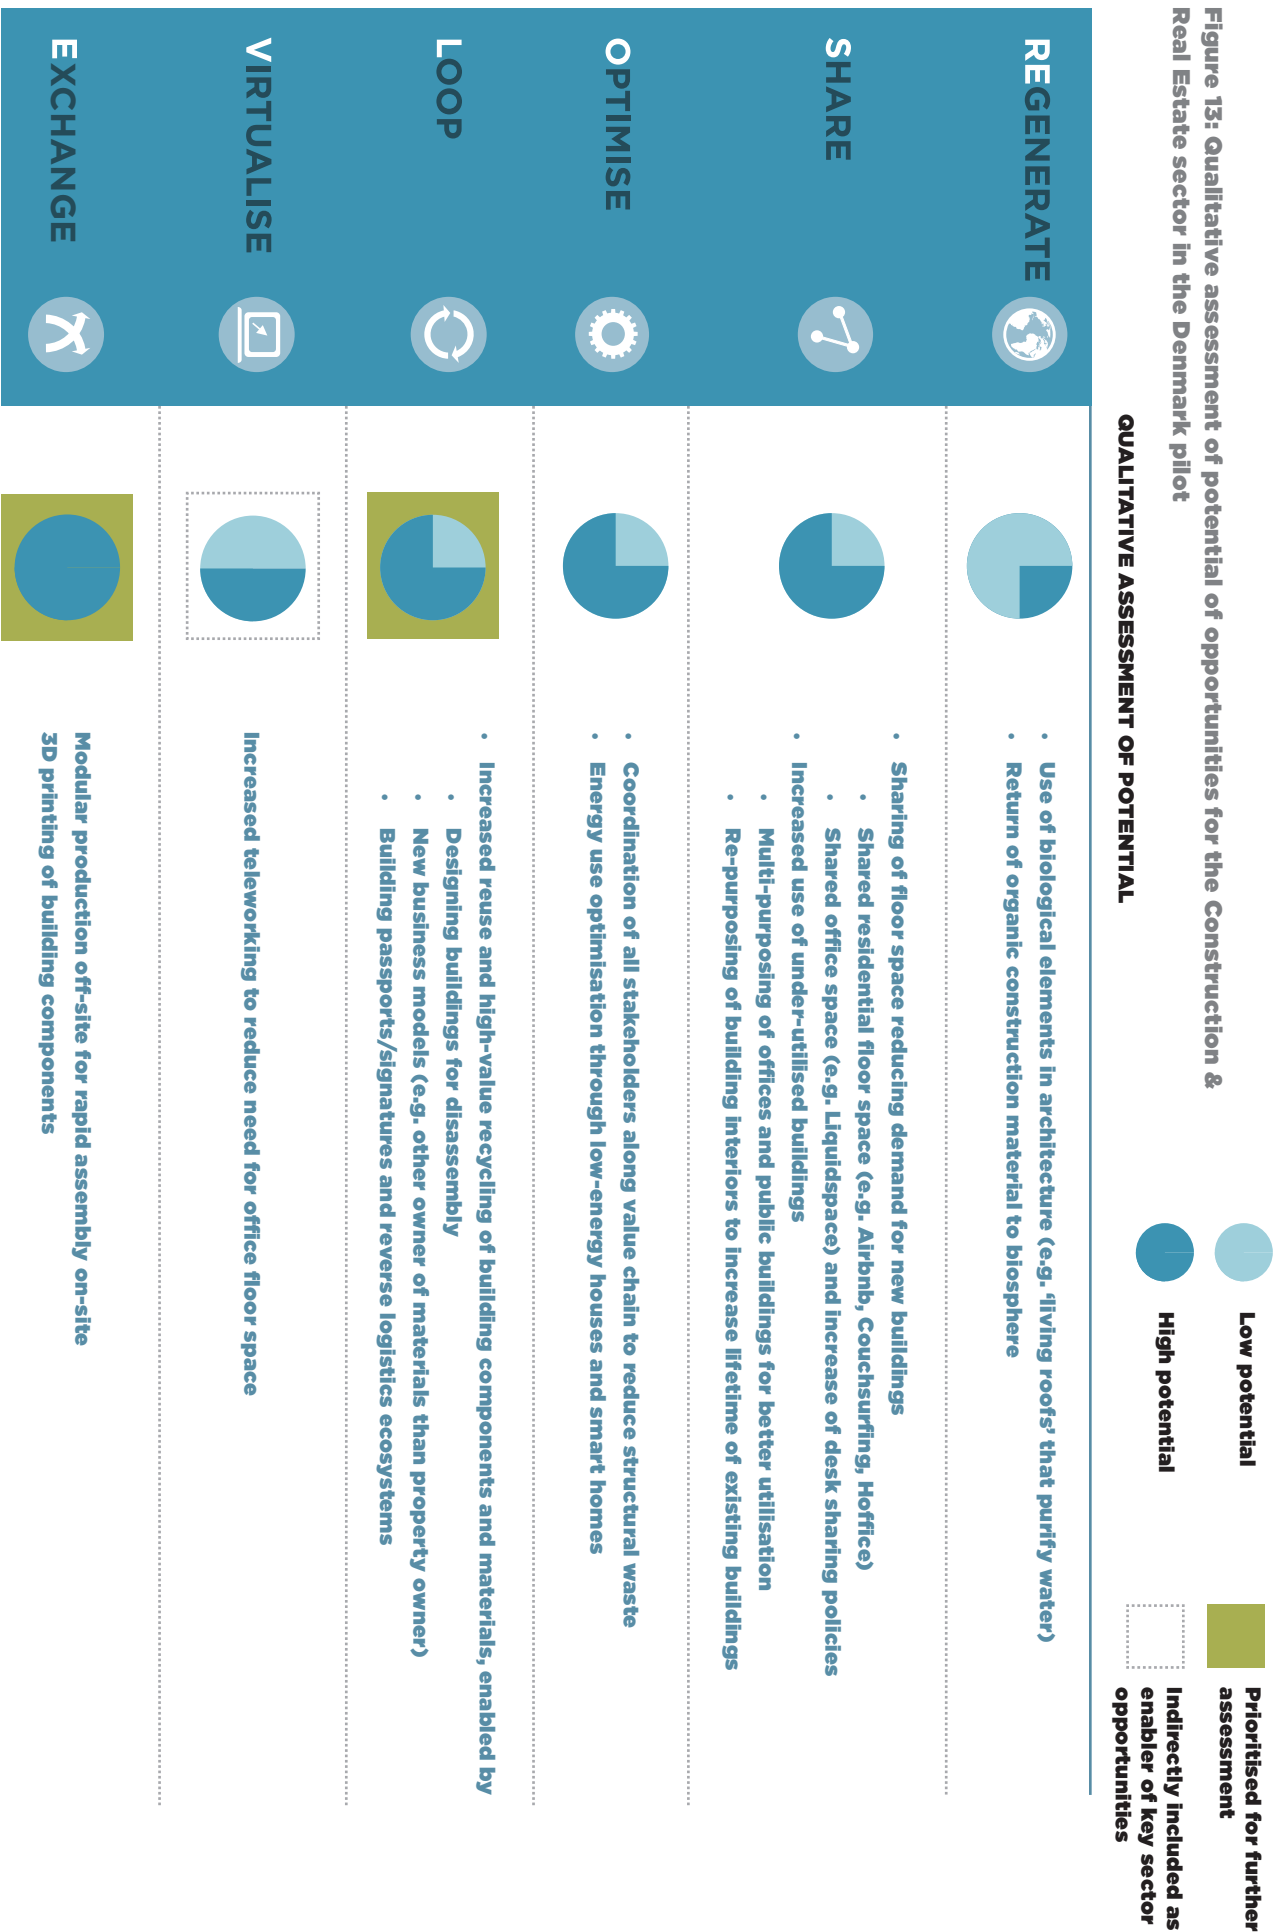 Figure 13: Qualitative assessment of potential of opportunities for the Construction &
Real Estate sector in the Denmark pilot
Low potential
High potential
Prioritised for further
assessment
Indirectly included as
enabler of key sector
opportunities
QUALITATIVE ASSESSMENT OF POTENTIAL
REGENERATE
• Use of biological elements in architecture (e.g. ‘living roofs’ that purify water)
• Return of organic construction material to biosphere
SHARE
• Sharing of floor space reducing demand for new buildings
• Shared residential floor space (e.g. Airbnb, Couchsurfing, Hoffice)
• Shared office space (e.g. Liquidspace) and increase of desk sharing policies
• Increased use of under-utilised buildings
• Multi-purposing of offices and public buildings for better utilisation
• Re-purposing of building interiors to increase lifetime of existing buildings
OPTIMISE
• Coordination of all stakeholders along value chain to reduce structural waste
• Energy use optimisation through low-energy houses and smart homes
LOOP
• Increased reuse and high-value recycling of building components and materials, enabled by
• Designing buildings for disassembly
• New business models (e.g. other owner of materials than property owner)
• Building passports/signatures and reverse logistics ecosystems
VIRTUALISE
Increased teleworking to reduce need for office floor space
EXCHANGE
Modular production off-site for rapid assembly on-site
3D printing of building components